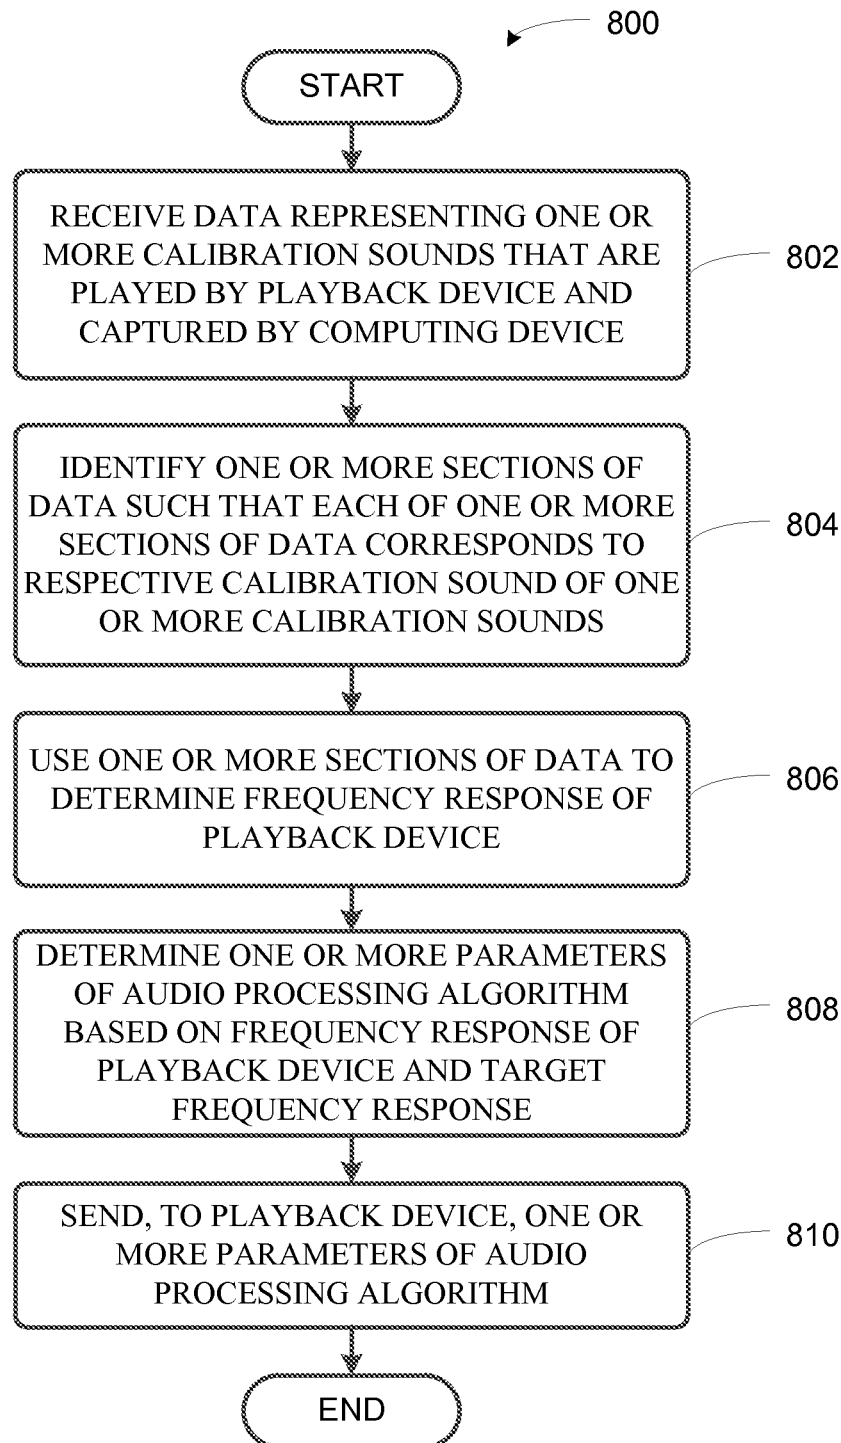 800
START
RECEIVE DATA REPRESENTING ONE OR
MORE CALIBRATION SOUNDS THAT ARE
PLAYED BY PLAYBACK DEVICE AND
CAPTURED BY COMPUTING DEVICE
802
IDENTIFY ONE OR MORE SECTIONS OF
DATA SUCH THAT EACH OF ONE OR MORE
SECTIONS OF DATA CORRESPONDS TO
RESPECTIVE CALIBRATION SOUND OF ONE
OR MORE CALIBRATION SOUNDS
804
USE ONE OR MORE SECTIONS OF DATA TO
DETERMINE FREQUENCY RESPONSE OF
PLAYBACK DEVICE
806
DETERMINE ONE OR MORE PARAMETERS
OF AUDIO PROCESSING ALGORITHM
BASED ON FREQUENCY RESPONSE OF
PLAYBACK DEVICE AND TARGET
FREQUENCY RESPONSE
808
SEND, TO PLAYBACK DEVICE, ONE OR
MORE PARAMETERS OF AUDIO
PROCESSING ALGORITHM
810
END